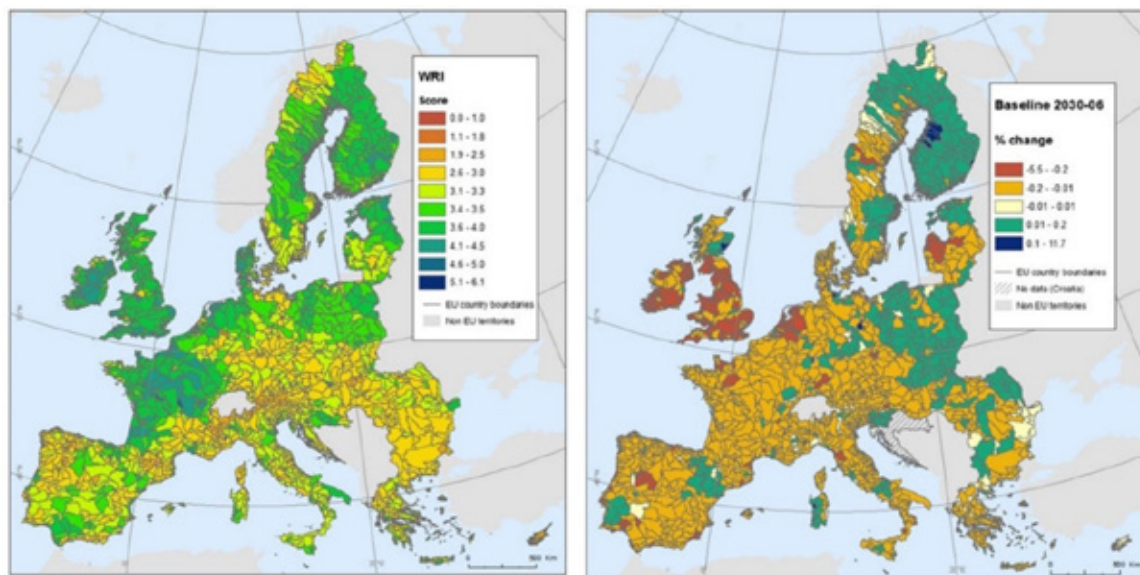 WRI
Score
0.0 - 1.0
1.1 - 1.8
1.9 - 2.5
2.6 - 3.0
3.1 - 3.3
3.4 - 3.5
3.6 - 4.0
4.1 - 4.5
4.6 - 5.0
5.1 - 6.1
EU country boundaries
Non EU territories
500 Km
Baseline 2030-06
% change
-5.5 - -0.2
-0.2 - -0.01
-0.01 - 0.01
0.01 - 0.2
0.1 - 11.7
EU country boundaries
No data (Croatia)
Non EU territories
500 Km